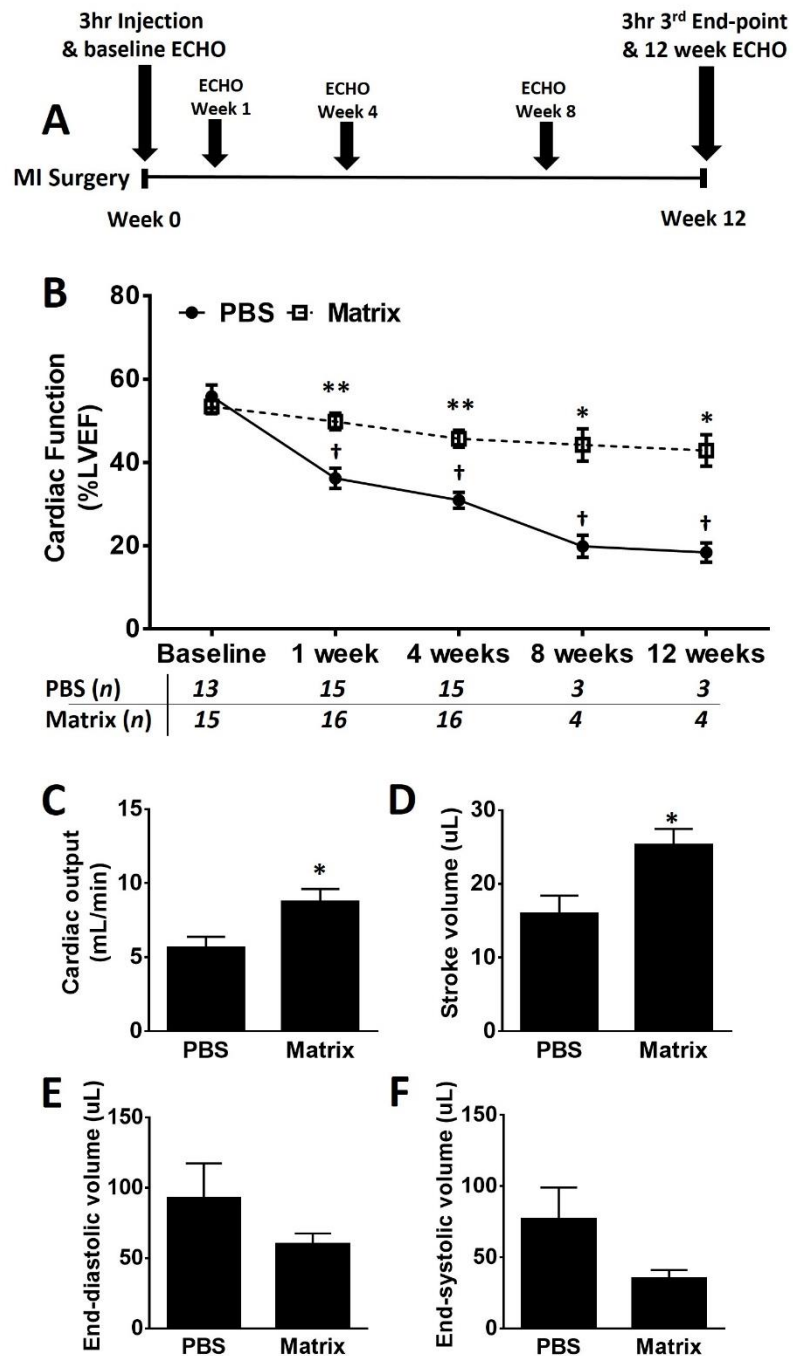 3hr Injection
& baseline ECHO
3hr 3rd End-point
& 12 week ECHO
ECHO
Week 1
ECHO
Week 4
ECHO
Week 8
A
MI Surgery
Week 0
Week 12
B
Cardiac Function
(%LVEF)
80
60
40
20
0
PBS
Matrix
** ** * *
† † † †
Baseline 1 week 4 weeks 8 weeks 12 weeks
PBS (n) 13 15 15 3 3
Matrix (n) 15 16 16 4 4
C
Cardiac output
(mL/min)
15
10
5
0
*
PBS Matrix
D
Stroke volume (uL)
30
20
10
0
*
PBS Matrix
E
End-diastolic volume (uL)
150
100
50
0
PBS Matrix
F
End-systolic volume (uL)
150
100
50
0
PBS Matrix